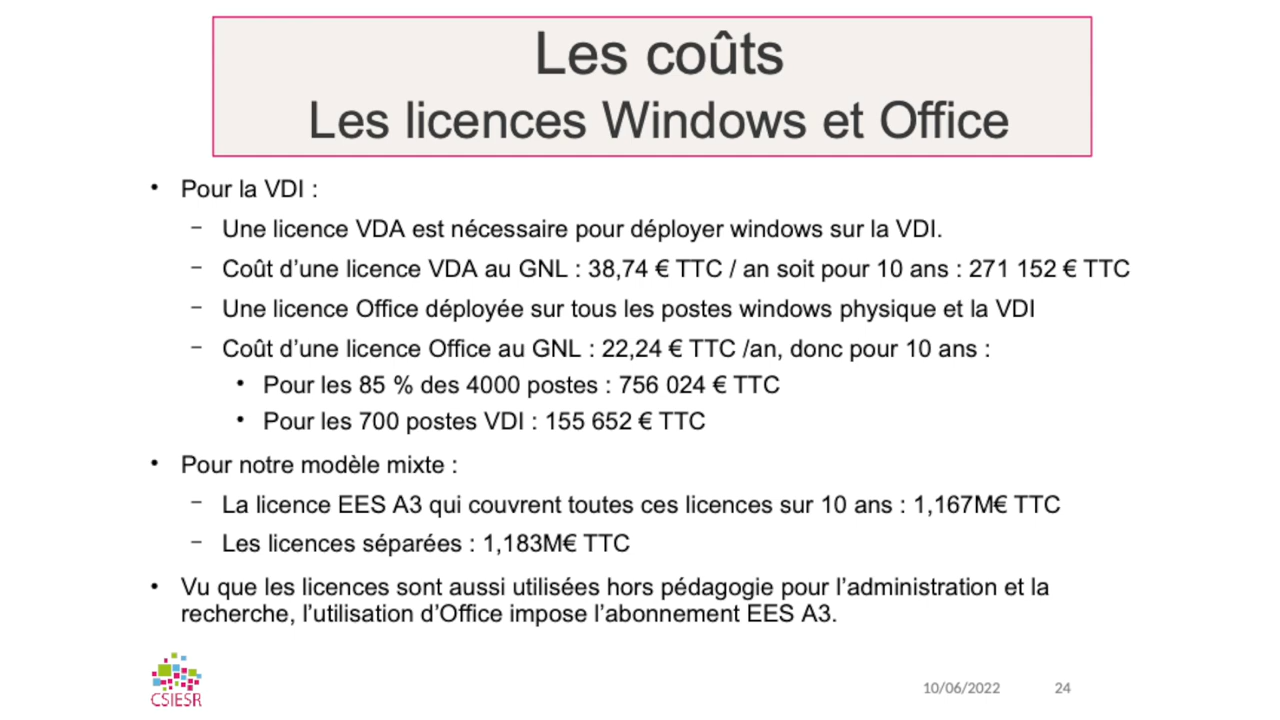 Les coûts
Les licences Windows et Office
• Pour la VDI :
– Une licence VDA est nécessaire pour déployer windows sur la VDI.
– Coût d’une licence VDA au GNL : 38,74 € TTC / an soit pour 10 ans : 271 152 € TTC
– Une licence Office déployée sur tous les postes windows physique et la VDI
– Coût d’une licence Office au GNL : 22,24 € TTC /an, donc pour 10 ans :
• Pour les 85 % des 4000 postes : 756 024 € TTC
• Pour les 700 postes VDI : 155 652 € TTC
• Pour notre modèle mixte :
– La licence EES A3 qui couvrent toutes ces licences sur 10 ans : 1,167M€ TTC
– Les licences séparées : 1,183M€ TTC
• Vu que les licences sont aussi utilisées hors pédagogie pour l’administration et la
recherche, l’utilisation d’Office impose l’abonnement EES A3.
CSIESR
10/06/2022 24